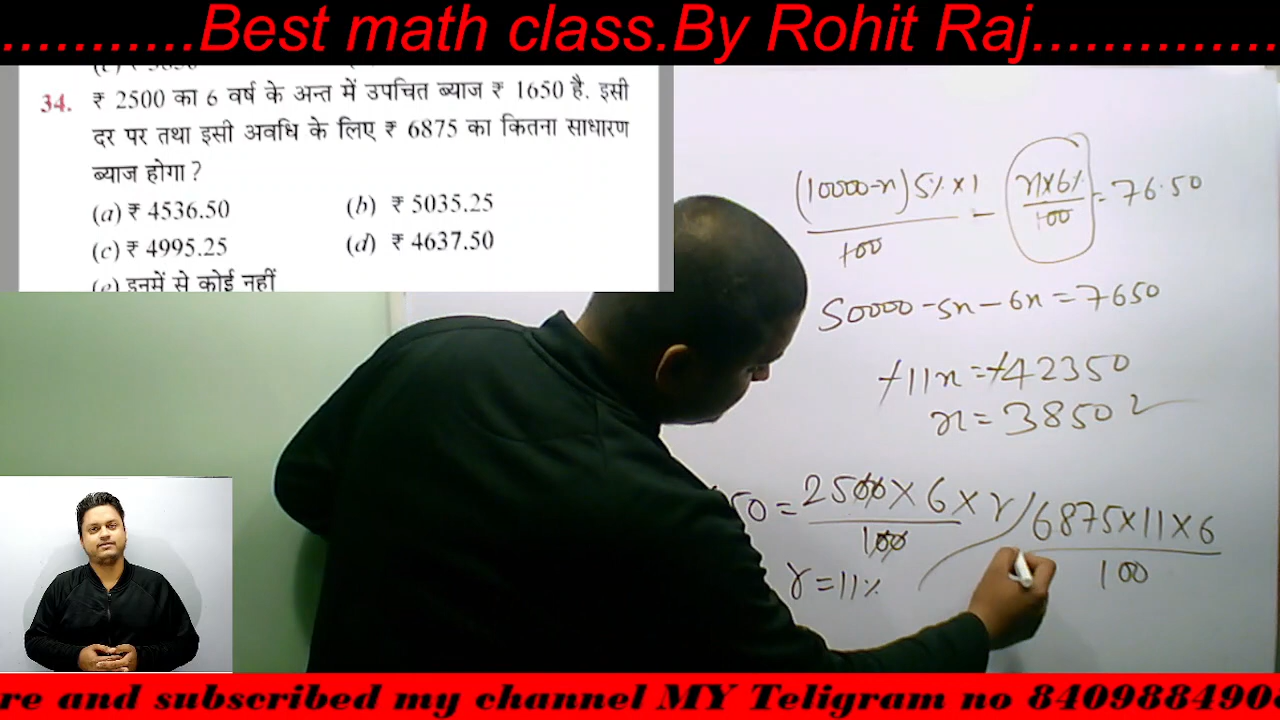 ...........Best math class.By Rohit Raj..............
34. ₹ 2500 का 6 वर्ष के अन्त में उपचित ब्याज ₹ 1650 है. इसी
दर पर तथा इसी अवधि के लिए ₹ 6875 का कितना साधारण
ब्याज होगा ?
(a) ₹ 4536.50 (b) ₹ 5035.25
(c) ₹ 4995.25 (d) ₹ 4637.50
(e) इनमें से कोई नहीं
(10000-x)5%×1/100 - x×6%/100 = 76.50
50000-5x-6x=7650
+11x=+42350
x=3850
50=2500×6×r/100
r=11%
6875×11×6/100
re and subscribed my channel MY Teligram no 840988490